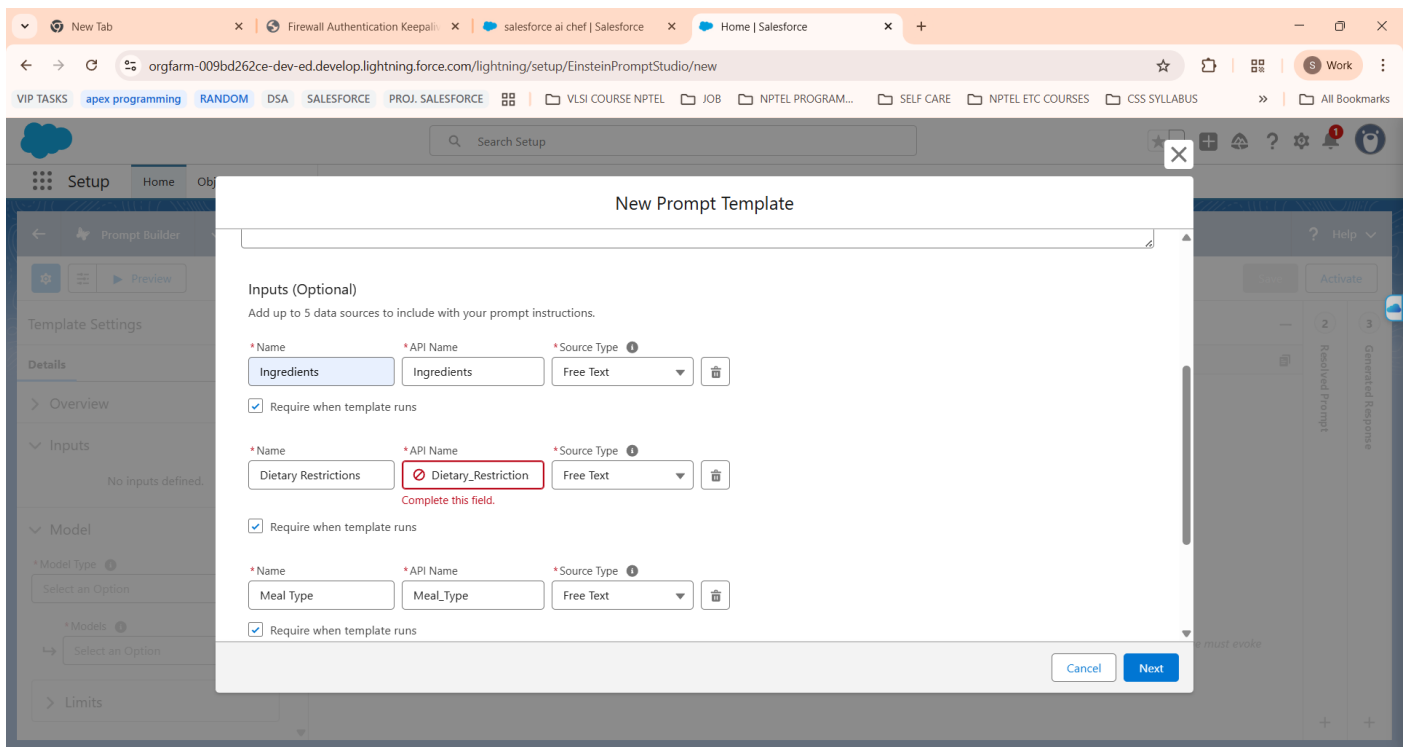 New Tab
Firewall Authentication Keepaliv
salesforce ai chef | Salesforce
Home | Salesforce
orgfarm-009bd262ce-dev-ed.develop.lightning.force.com/lightning/setup/EinsteinPromptStudio/new
S Work
VIP TASKS apex programming RANDOM DSA SALESFORCE PROJ. SALESFORCE VLSI COURSE NPTEL JOB NPTEL PROGRAM... SELF CARE NPTEL ETC COURSES CSS SYLLABUS » All Bookmarks
Search Setup
1
Setup Home Obj
New Prompt Template
Prompt Builder
? Help
Preview
Activate
Template Settings
Details
Overview
Inputs
No inputs defined.
Model
*Model Type
Select an Option
*Models
Select an Option
Limits
Inputs (Optional)
Add up to 5 data sources to include with your prompt instructions.
*Name *API Name *Source Type
Ingredients Ingredients Free Text
Require when template runs
*Name *API Name *Source Type
Dietary Restrictions Dietary_Restriction Free Text
Complete this field.
Require when template runs
*Name *API Name *Source Type
Meal Type Meal_Type Free Text
Require when template runs
Cancel Next
2 3
Resolved Prompt
Generated Response
must evoke